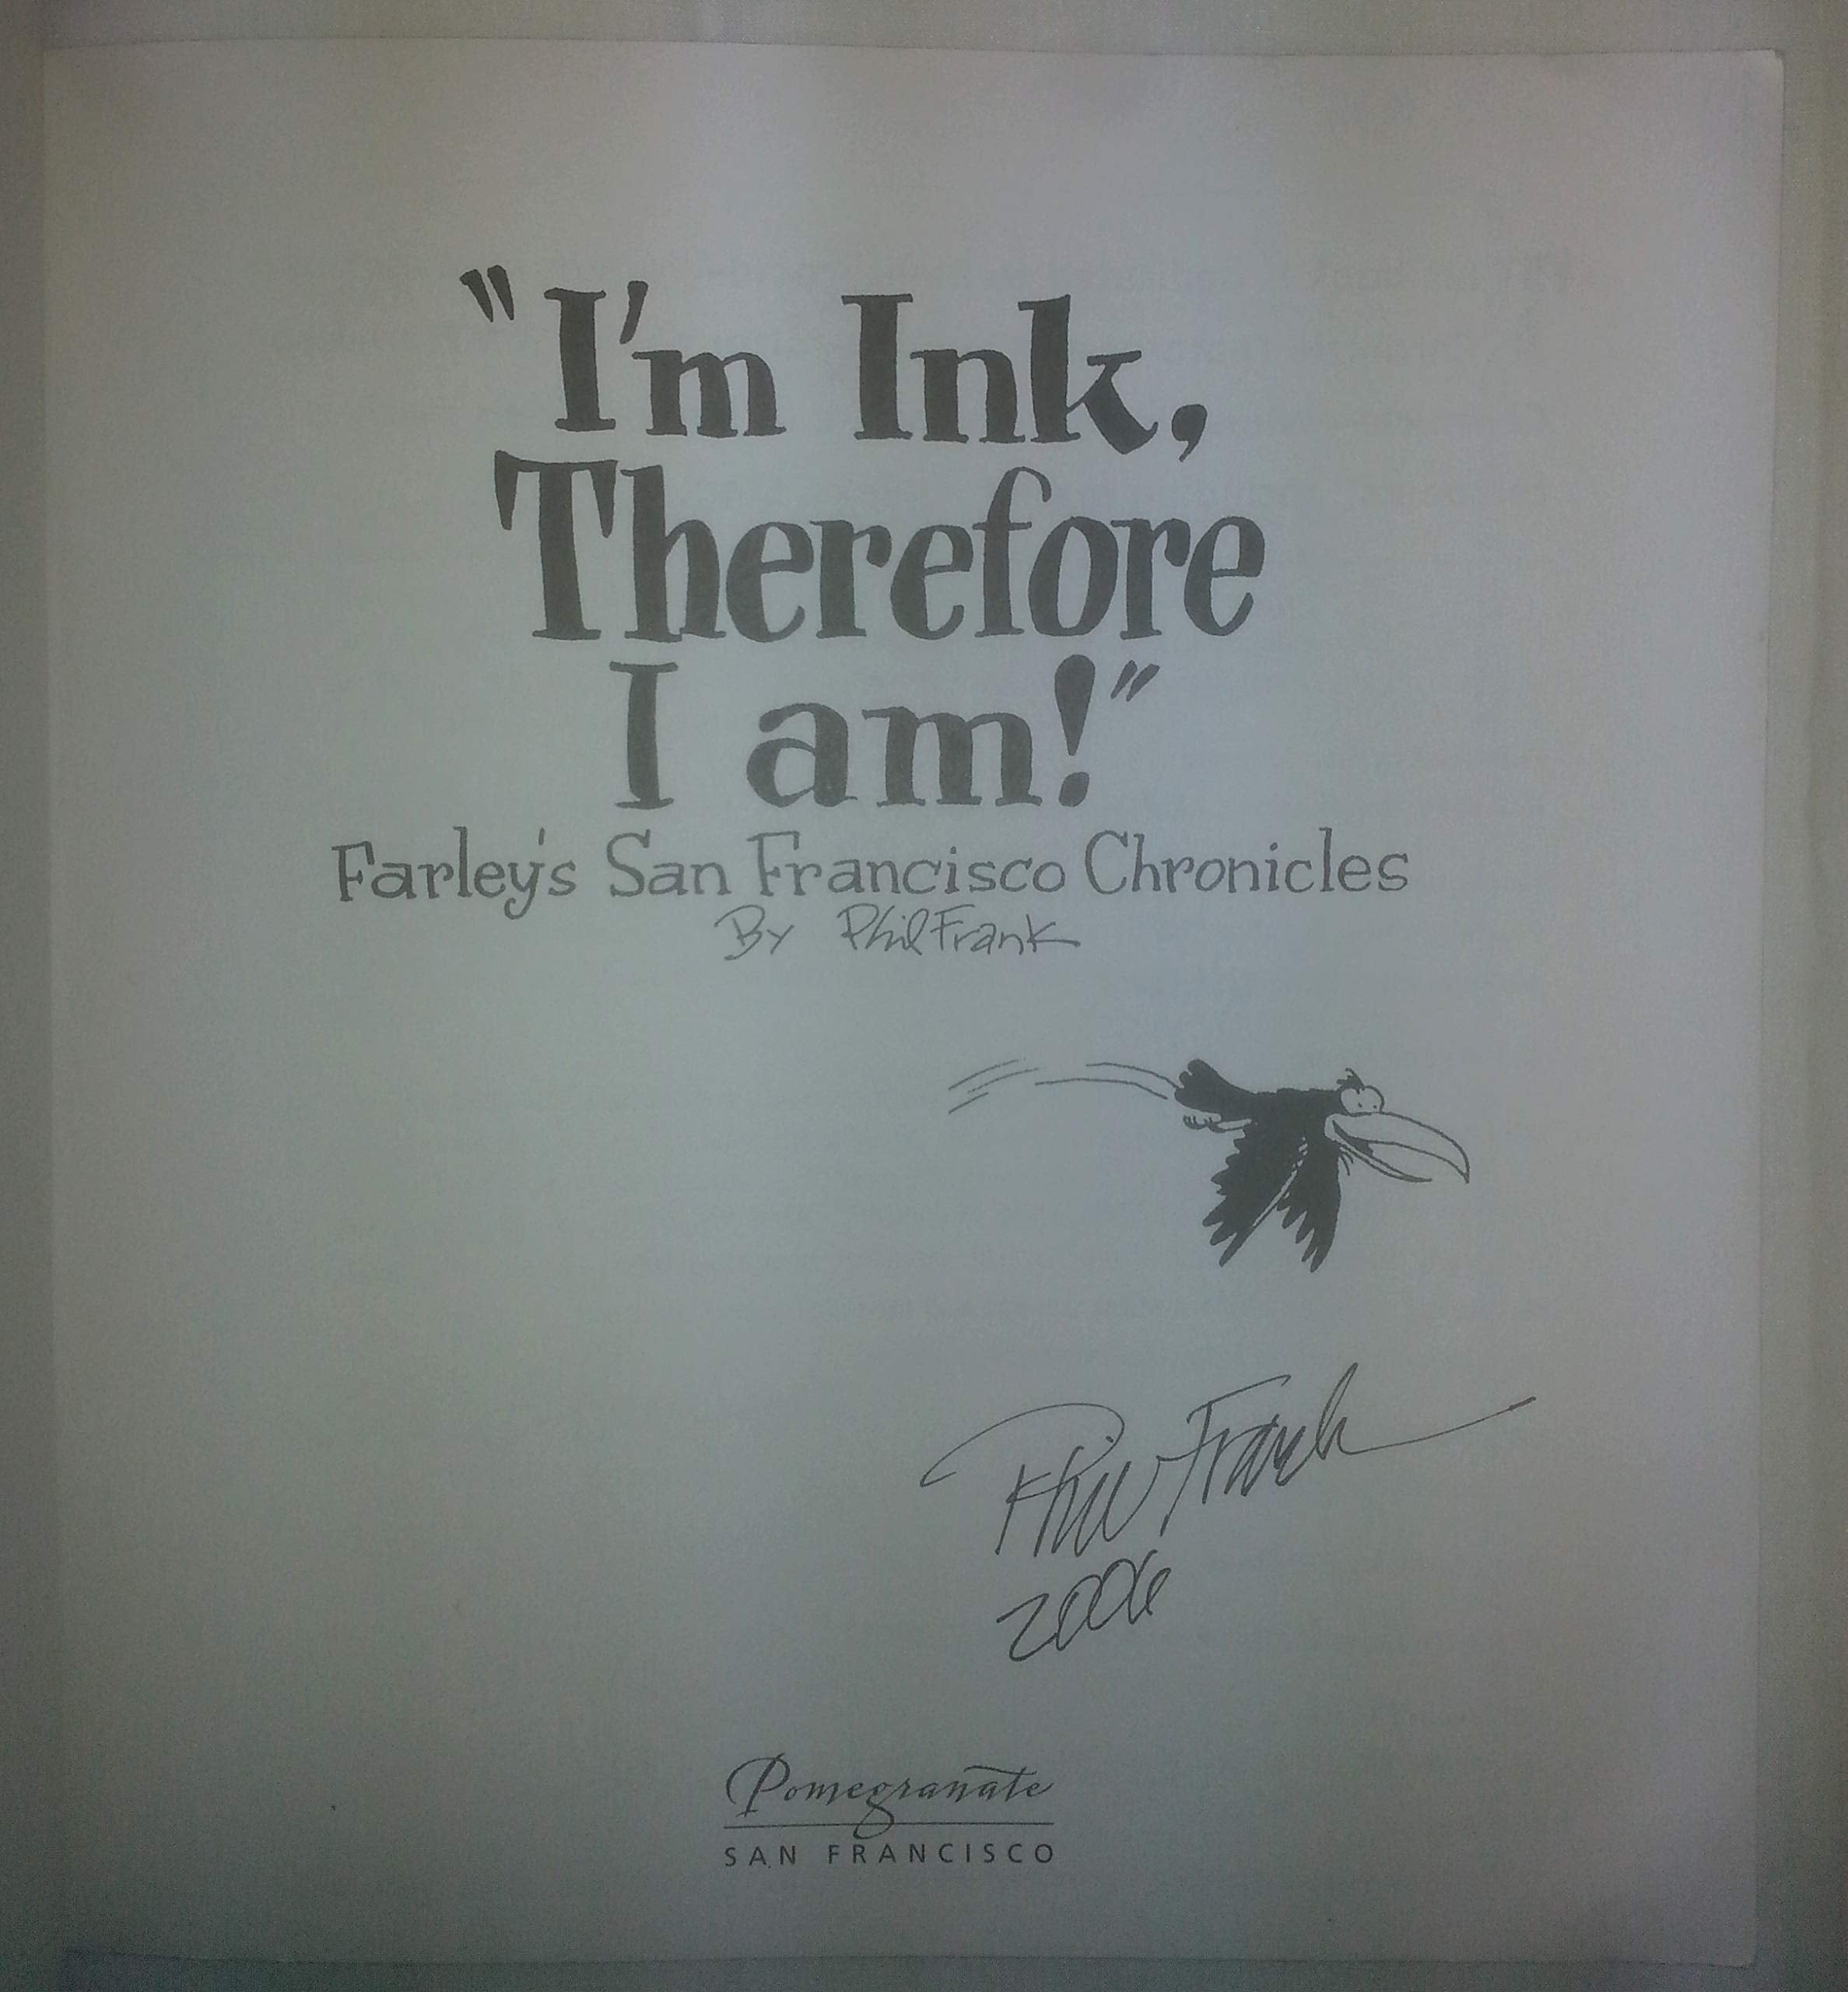 "I'm Ink,
Therefore
I am!"
Farley's San Francisco Chronicles
By Phil Frank
Phil Frank
2006
Pomegranate
SAN FRANCISCO